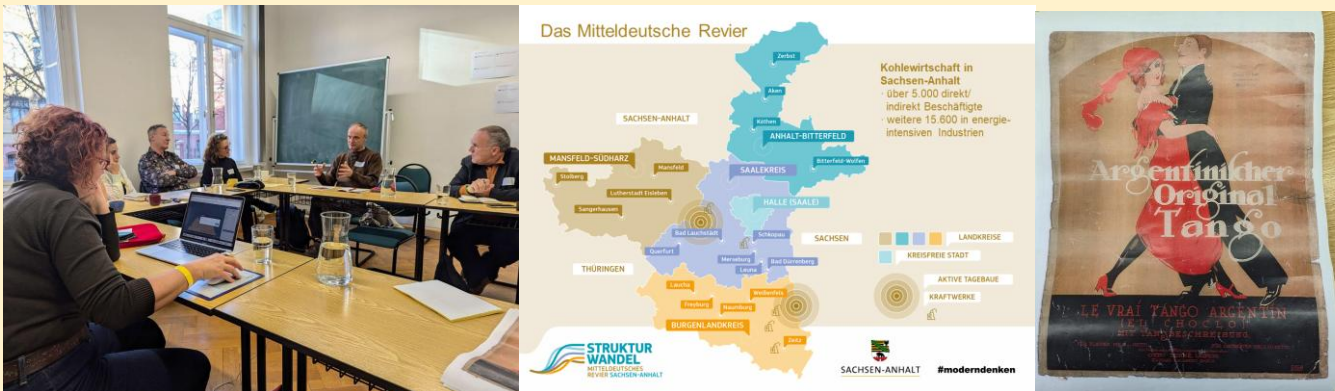 Das Mitteldeutsche Revier
Kohlewirtschaft in
Sachsen-Anhalt
· über 5.000 direkt/
indirekt Beschäftigte
· weitere 15.600 in energie-
intensiven Industrien
Zerbst
Aken
Köthen
SACHSEN-ANHALT
ANHALT-BITTERFELD
Bitterfeld-Wolfen
MANSFELD-SÜDHARZ
Mansfeld
SAALEKREIS
Stolberg
Lutherstadt Eisleben
HALLE (SAALE)
Sangerhausen
Bad Lauchstädt
Schkopau
SACHSEN
LANDKREISE
Querfurt
Merseburg
Bad Dürrenberg
KREISFREIE STADT
Leuna
THÜRINGEN
AKTIVE TAGEBAUE
Laucha
Weißenfels
KRAFTWERKE
Freyburg
Naumburg
BURGENLANDKREIS
Zeitz
STRUKTUR
WANDEL
MITTELDEUTSCHES
REVIER SACHSEN-ANHALT
SACHSEN-ANHALT
#moderndenken
Argentinischer
Original
Tango
LE VRAI TANGO ARGENTIN
(EL CHOCLO)
MIT TANZBESCHREIBUNG